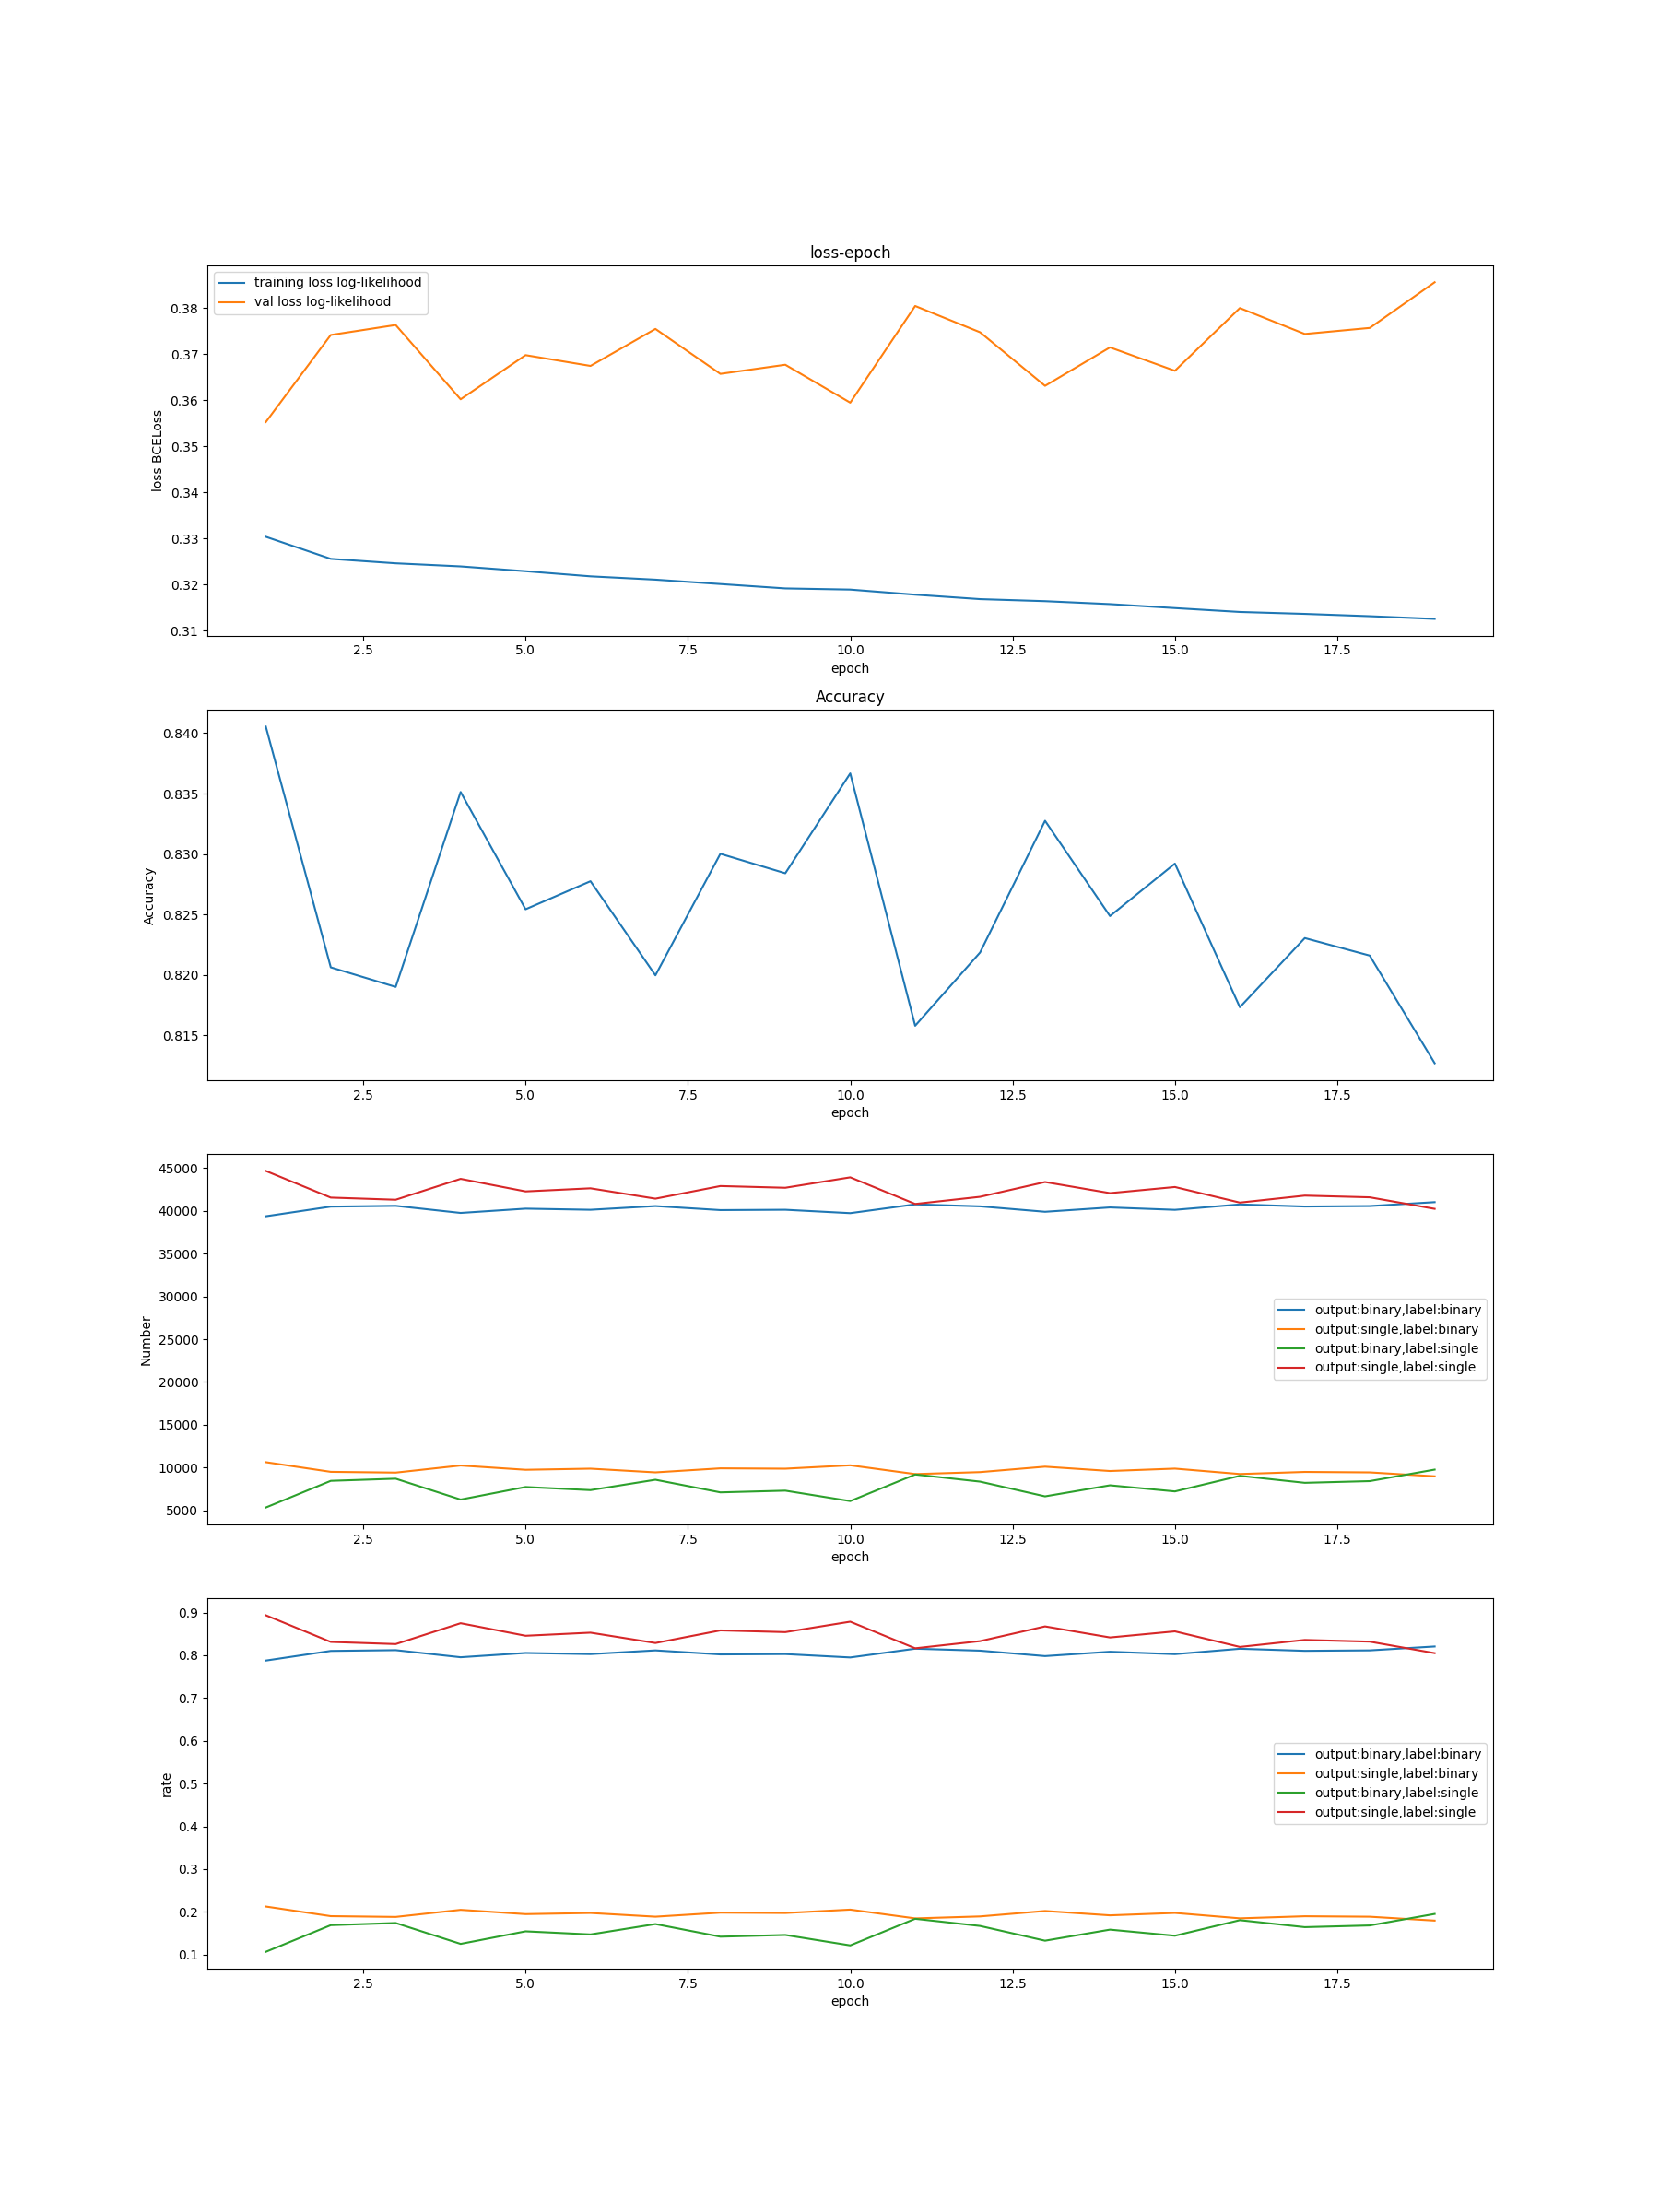 loss-epoch
training loss log-likelihood
val loss log-likelihood
0.38
0.37
0.36
0.35
0.34
0.33
0.32
0.31
loss BCELoss
2.5 5.0 7.5 10.0 12.5 15.0 17.5
epoch
Accuracy
0.840
0.835
0.830
0.825
0.820
0.815
Accuracy
2.5 5.0 7.5 10.0 12.5 15.0 17.5
epoch
45000
40000
35000
30000
25000
20000
15000
10000
5000
Number
output:binary,label:binary
output:single,label:binary
output:binary,label:single
output:single,label:single
2.5 5.0 7.5 10.0 12.5 15.0 17.5
epoch
0.9
0.8
0.7
0.6
0.5
0.4
0.3
0.2
0.1
rate
output:binary,label:binary
output:single,label:binary
output:binary,label:single
output:single,label:single
2.5 5.0 7.5 10.0 12.5 15.0 17.5
epoch